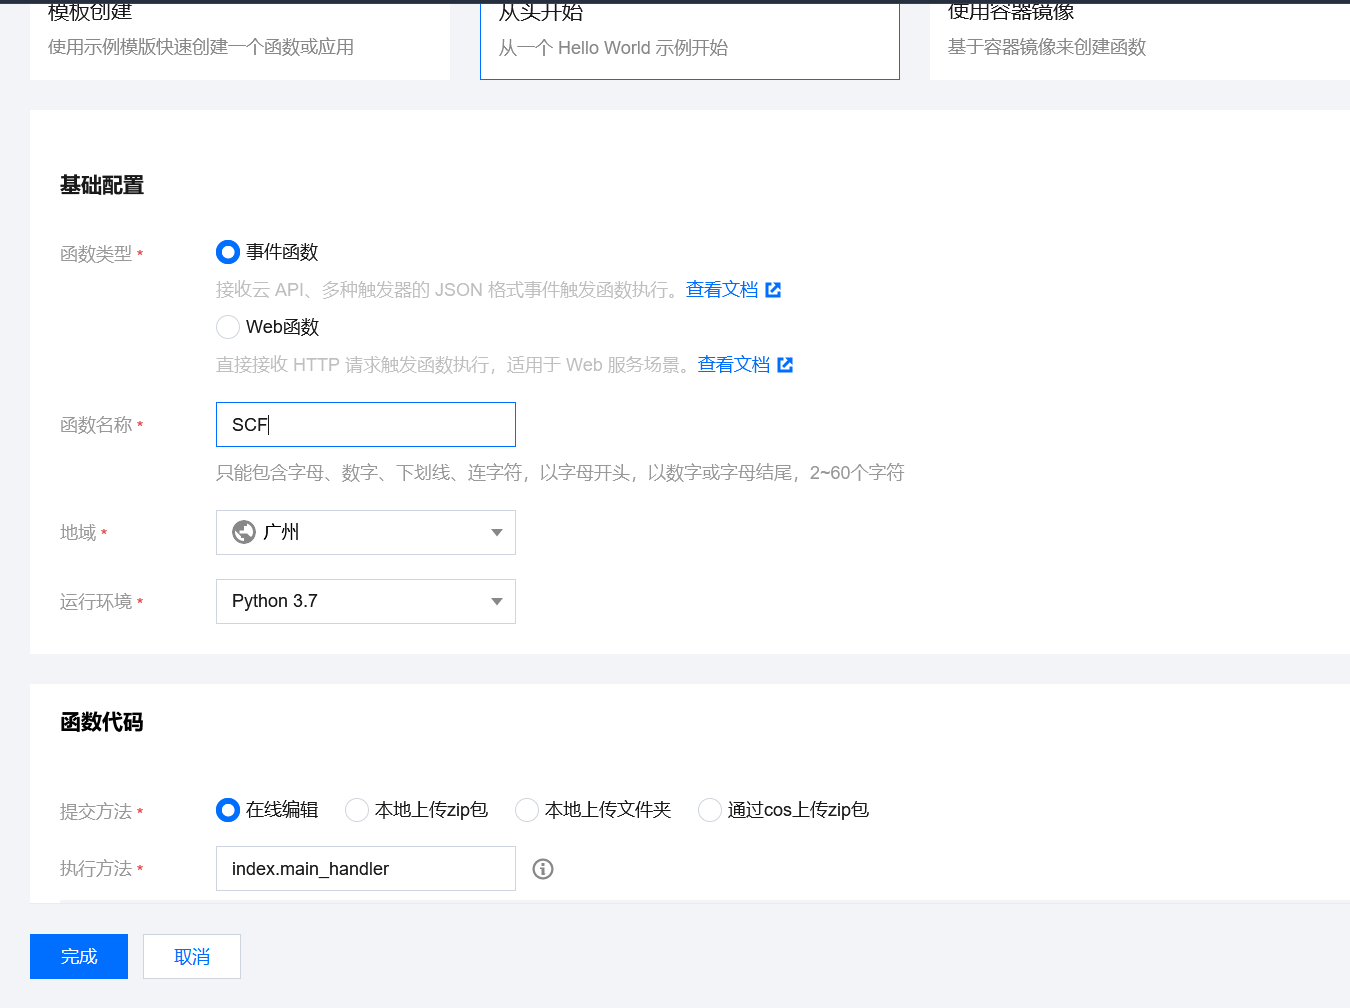 模板创建
使用示例模版快速创建一个函数或应用
从头开始
从一个 Hello World 示例开始
使用容器镜像
基于容器镜像来创建函数
基础配置
函数类型 *
事件函数
接收云 API、多种触发器的 JSON 格式事件触发函数执行。查看文档
Web函数
直接接收 HTTP 请求触发函数执行，适用于 Web 服务场景。查看文档
函数名称 *
SCF
只能包含字母、数字、下划线、连字符，以字母开头，以数字或字母结尾，2~60个字符
地域 *
广州
运行环境 *
Python 3.7
函数代码
提交方法 *
在线编辑 本地上传zip包 本地上传文件夹 通过cos上传zip包
执行方法 *
index.main_handler
完成 取消